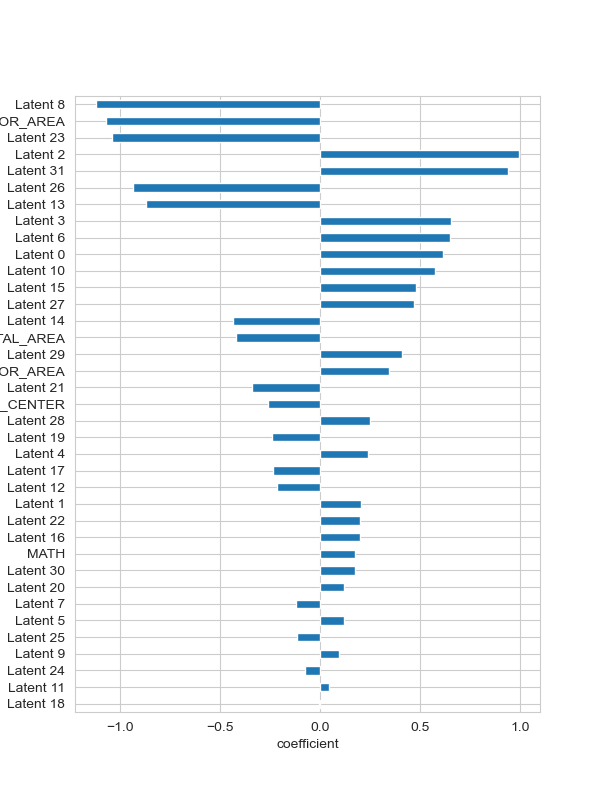 Latent 8
OR_AREA
Latent 23
Latent 2
Latent 31
Latent 26
Latent 13
Latent 3
Latent 6
Latent 0
Latent 10
Latent 15
Latent 27
Latent 14
TAL_AREA
Latent 29
OR_AREA
Latent 21
_CENTER
Latent 28
Latent 19
Latent 4
Latent 17
Latent 12
Latent 1
Latent 22
Latent 16
MATH
Latent 30
Latent 20
Latent 7
Latent 5
Latent 25
Latent 9
Latent 24
Latent 11
Latent 18
−1.0 −0.5 0.0 0.5 1.0
coefficient